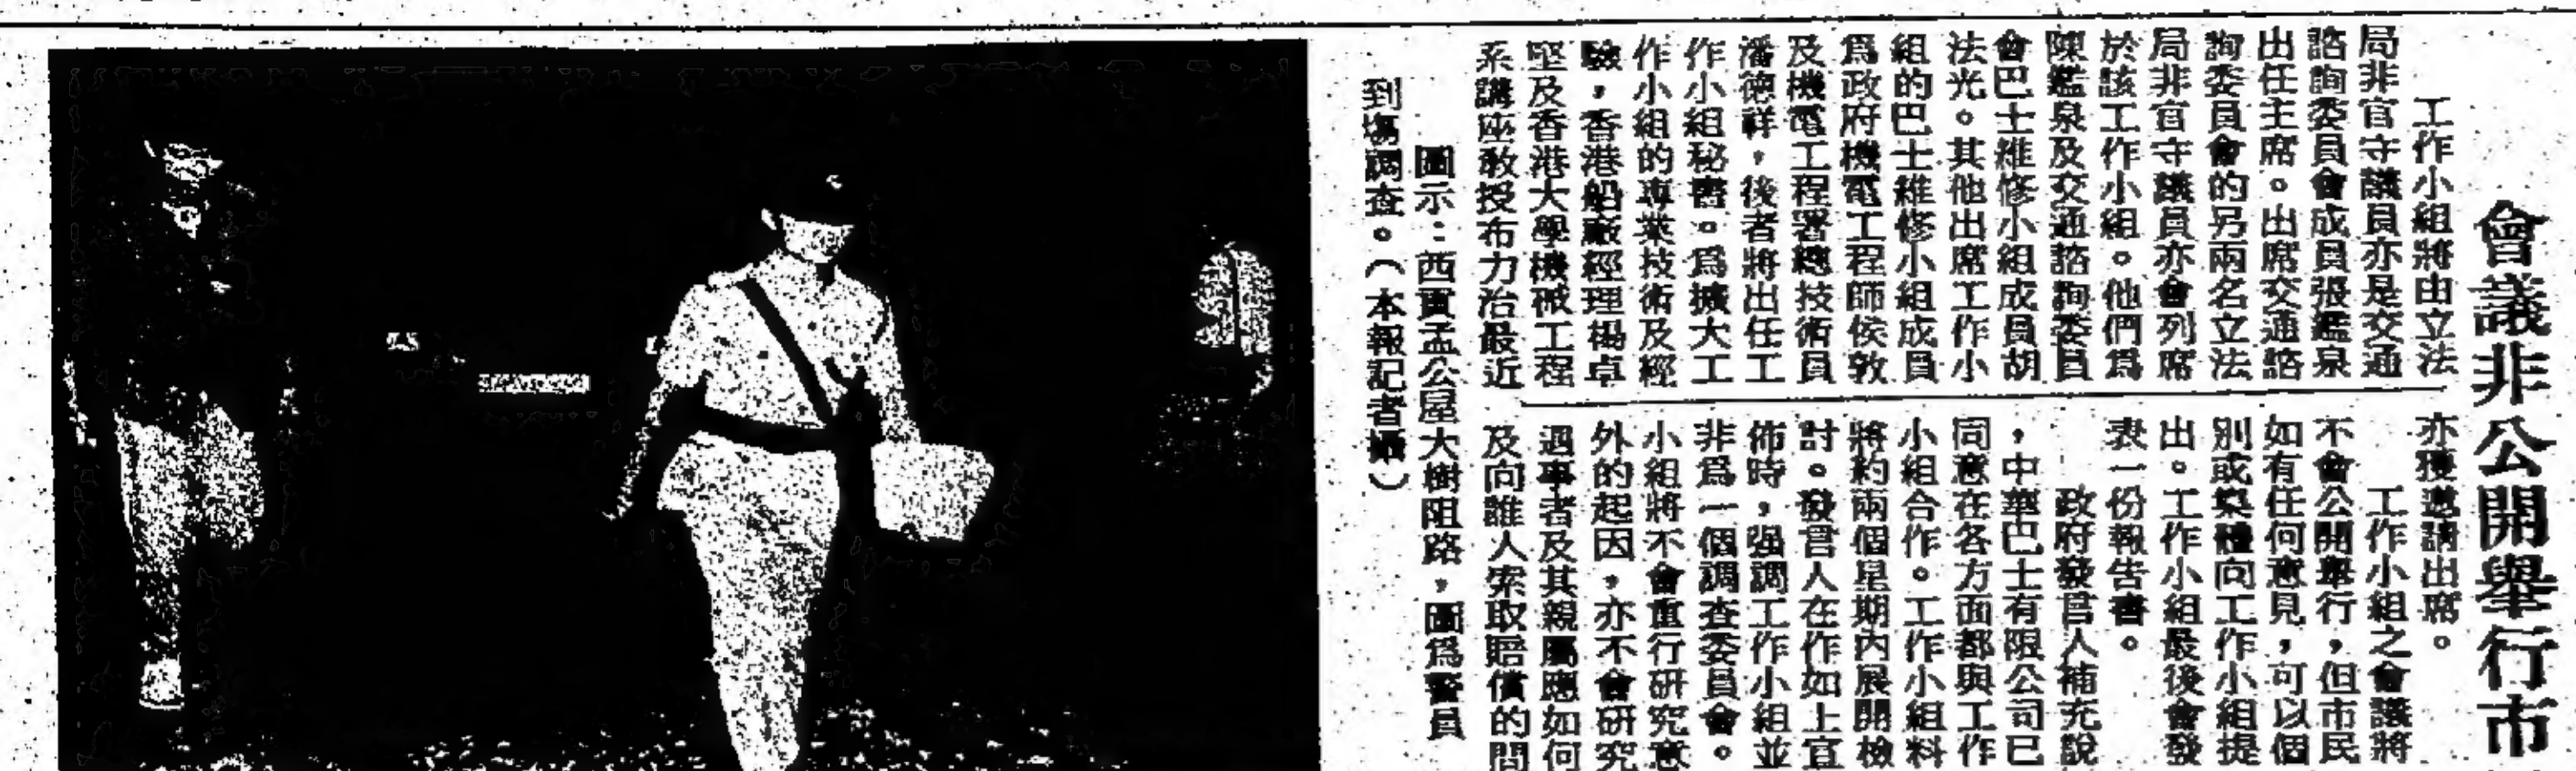 會議非公開舉行市
工作小組將由立法
局非官守議員亦是交通
諮詢委員會成員張鑑泉
出任主席。出席交通諮
詢委員會的另兩名立法
局非官守議員亦會列席
於該工作小組。他們爲
陳鑑泉及交通諮詢委員
會巴士維修小組成員胡
法光。其他出席工作小
組的巴士維修小組成員
爲政府機電工程師侯敦
及機電工程署總技術員
潘德祥，後者將出任工
作小組秘書。爲擴大工
作小組的專業技術及經
驗，香港船廠經理楊卓
堅及香港大學機械工程
系講座教授布力治最近
亦獲邀請出席。
工作小組之會議將
不會公開舉行，但市民
如有任何意見，可以個
別或集體向工作小組提
出。工作小組最後會發
表一份報告書。
政府發言人補充說
，中華巴士有限公司已
同意在各方面都與工作
小組合作。工作小組料
將約兩個星期內展開檢
討。發言人在作如上宣
佈時，强調工作小組並
非爲一個調查委員會。
小組將不會重行研究意
外的起因，亦不會研究
遇事者及其親屬應如何
及向誰人索取賠償的問
圖示：西貢孟公屋大樹阻路，圖爲警員
到塲調查。（本報記者攝）